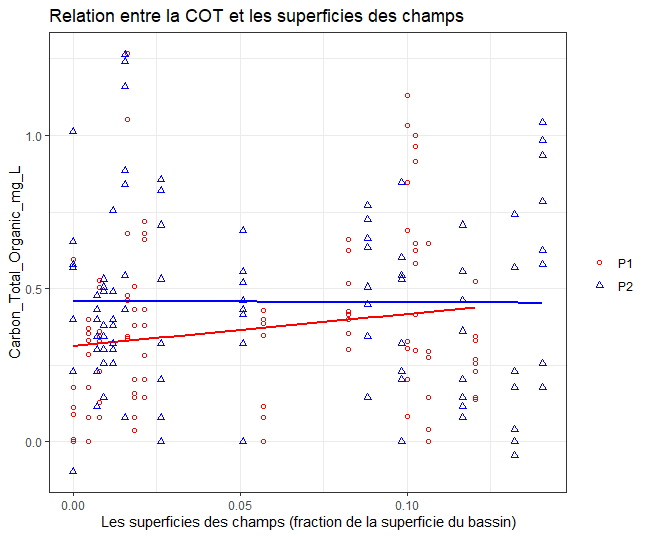 Relation entre la COT et les superficies des champs
Carbon_Total_Organic_mg_L
1.0
0.5
0.0
0.00
0.05
0.10
Les superficies des champs (fraction de la superficie du bassin)
P1
P2